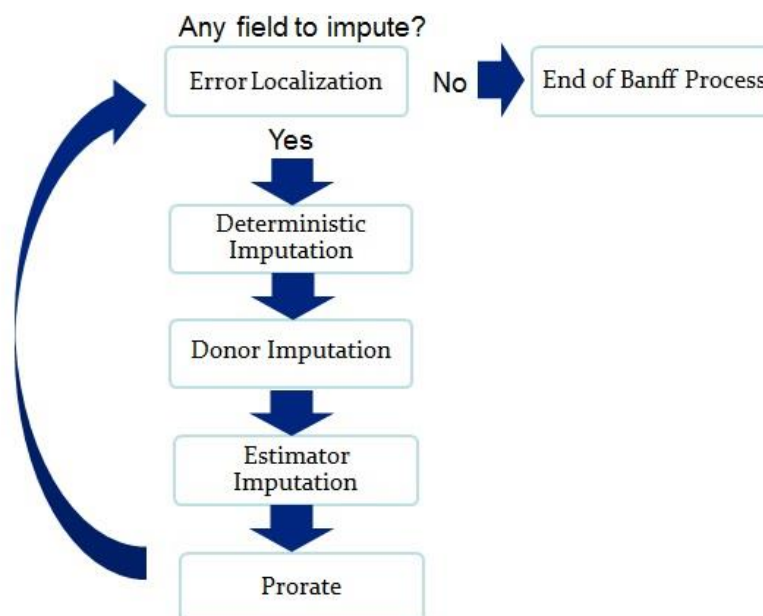 Any field to impute?
Error Localization
No
End of Banff Process
Yes
Deterministic
Imputation
Donor Imputation
Estimator
Imputation
Prorate